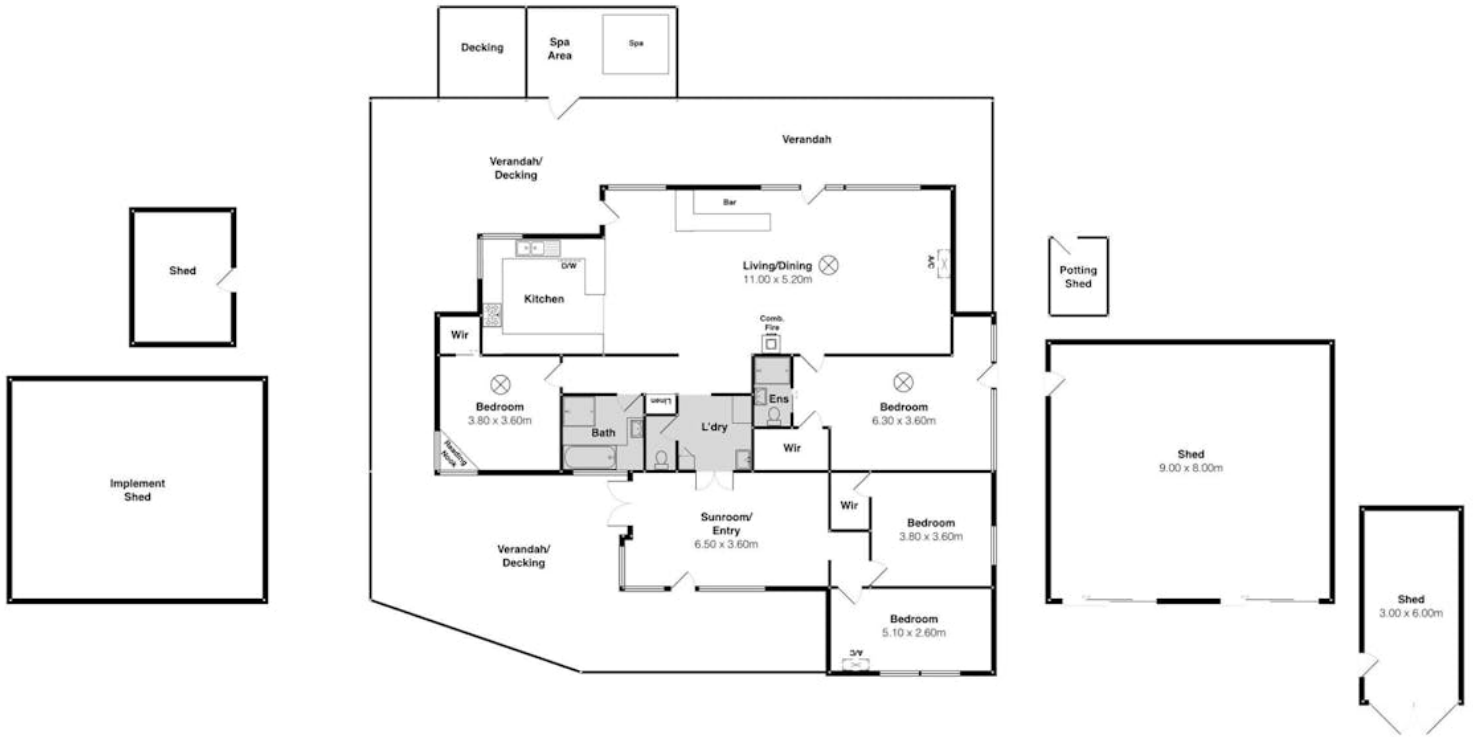 Decking
Spa
Area
Spa
Verandah
Verandah/
Decking
Bar
Shed
D/W
Living/Dining
11.00 x 5.20m
A/C
Potting
Shed
Kitchen
Comb.
Fire
Wir
Bedroom
3.80 x 3.60m
Linen
Ens
Bedroom
6.30 x 3.60m
Bath
L'dry
Wir
Reading
Nook
Shed
9.00 x 8.00m
Implement
Shed
Wir
Sunroom/
Entry
6.50 x 3.60m
Bedroom
3.80 x 3.60m
Verandah/
Decking
Shed
3.00 x 6.00m
Bedroom
5.10 x 2.60m
A/C